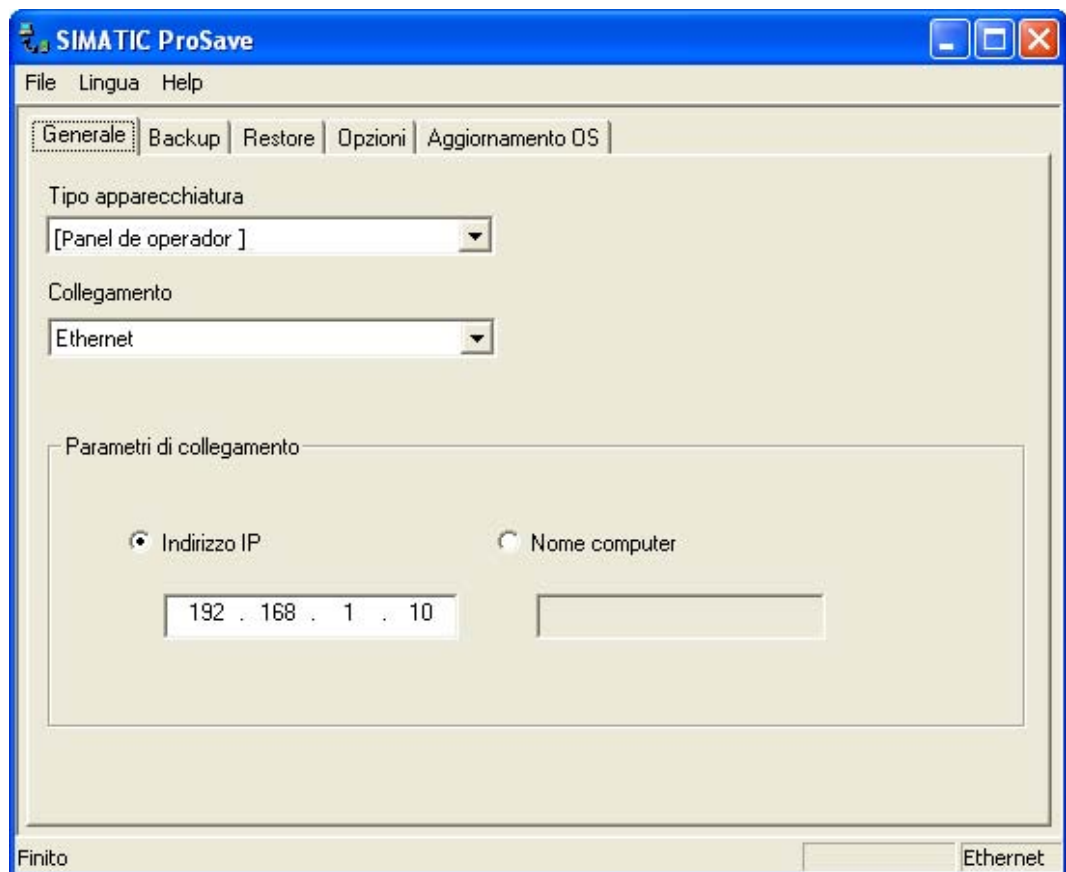 SIMATIC ProSave
File Lingua Help
Generale Backup Restore Opzioni Aggiornamento OS
Tipo apparecchiatura
[Panel de operador ]
Collegamento
Ethernet
Parametri di collegamento
Indirizzo IP Nome computer
192 . 168 . 1 . 10
Finito Ethernet